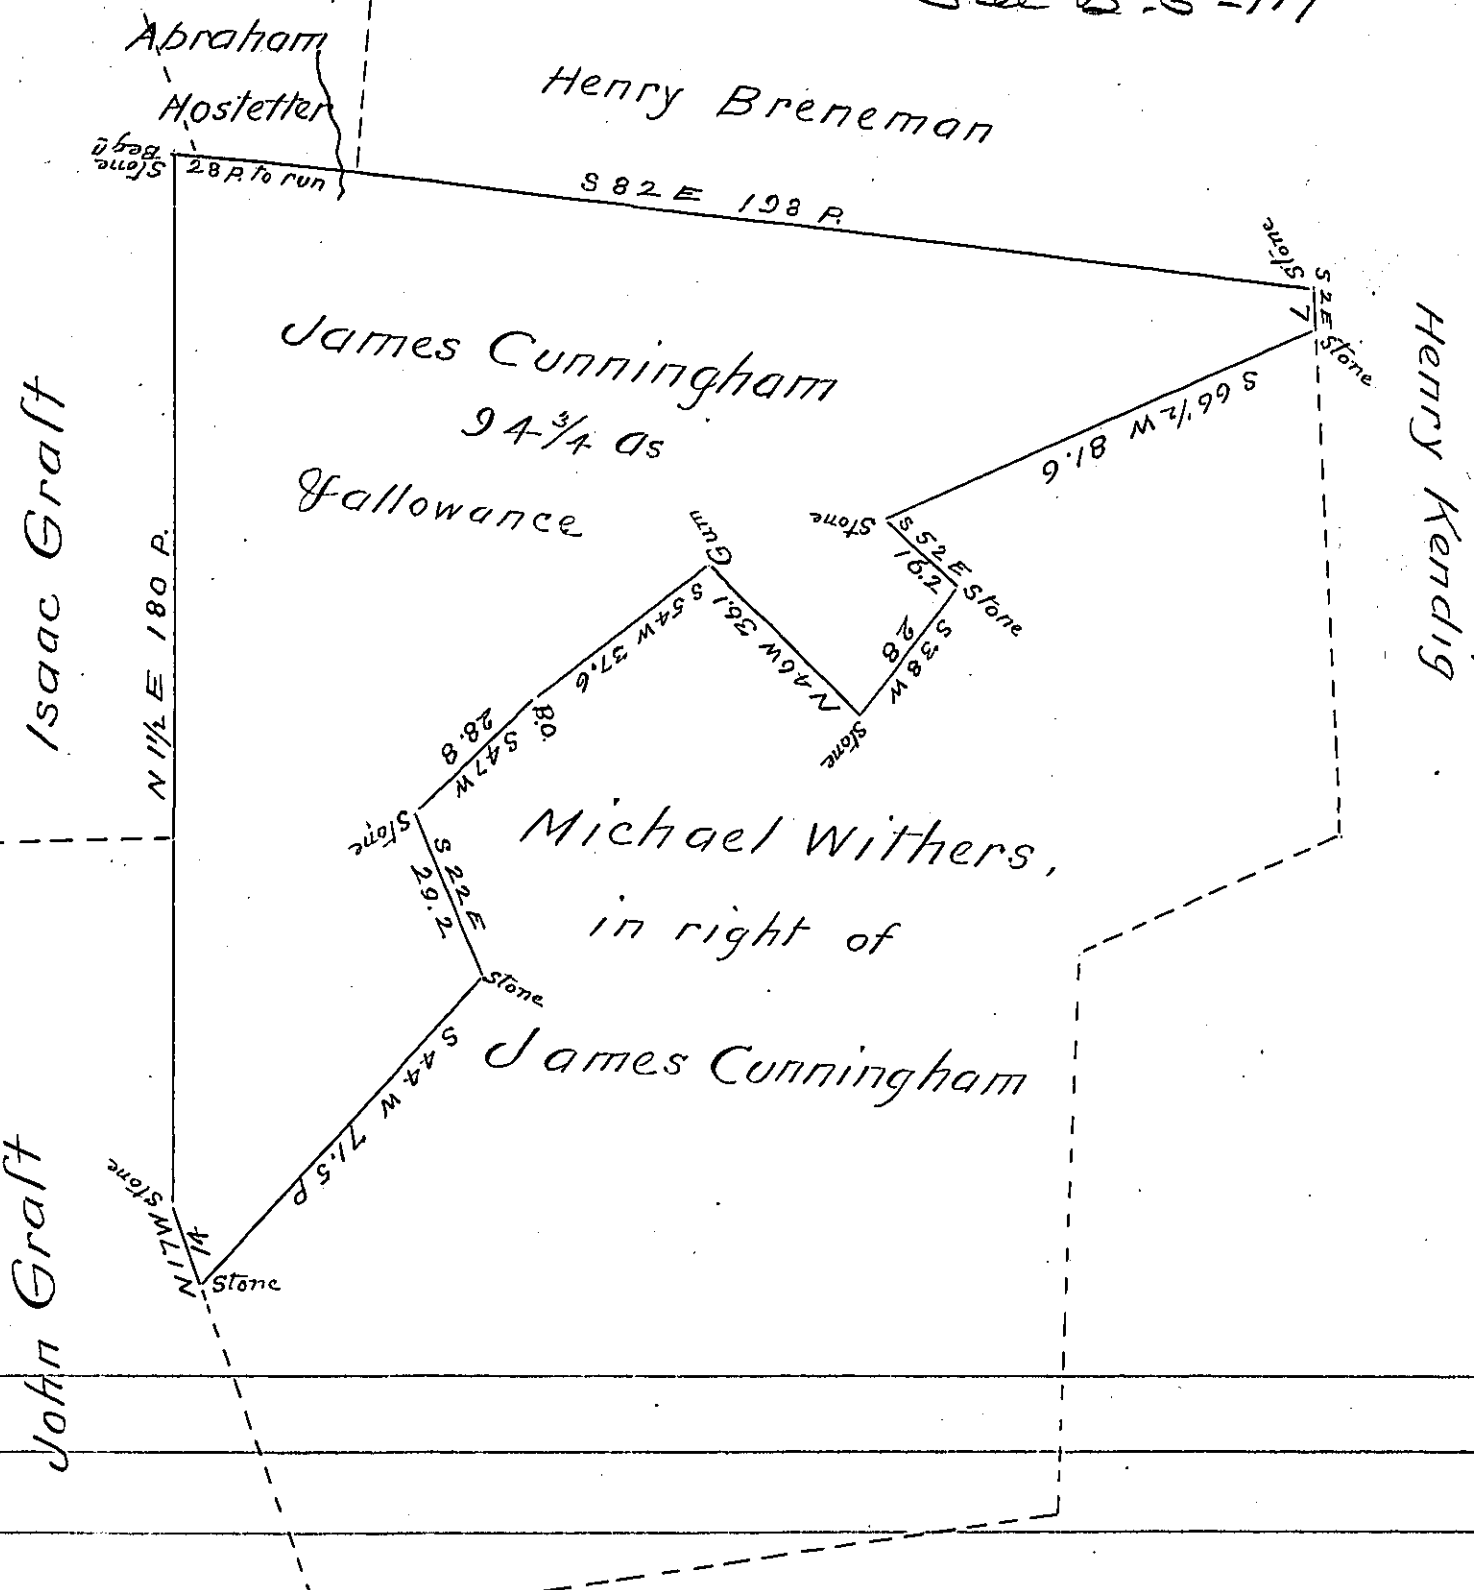 Abraham
Hostetter
Henry Breneman
Stone
Beg'n
28 P. to run
S 82 E 198 P.
Stone
S 2 E
7
Stone
Henry Kendig
James Cunningham
94 3/4 as
& allowance
S 66 1/2 W 81.6
Stone
S 52 E
16.2
Stone
S 38 W
28
Stone
N 46 W 36.1
Gum
S 54 W 37.6
B.O.
S 47 W
28.8
Stone
S 22 E
29.2
Stone
S 44 W 71.5 P
Stone
N 17 W
14
Stone
N 1 1/2 E 180 P.
Isaac Graft
John Graft
Michael Withers,
in right of
James Cunningham